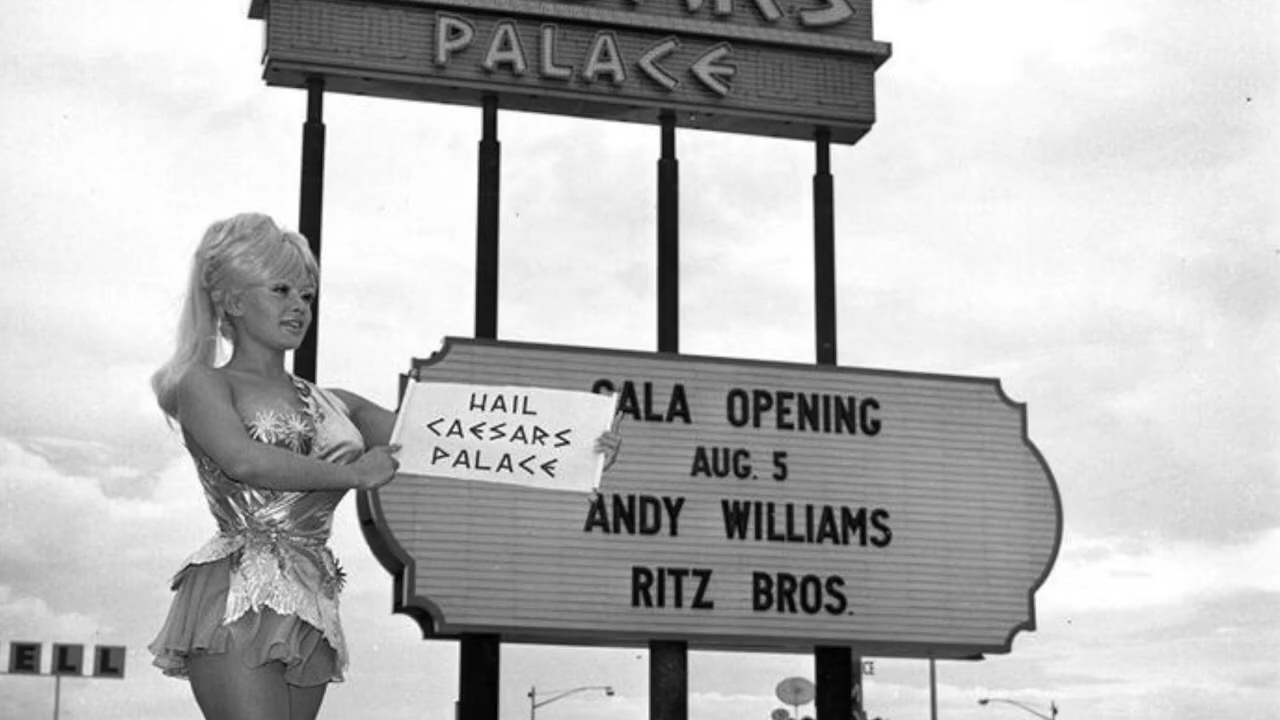 PALACE
HAIL
CAESARS
PALACE
GALA OPENING
AUG. 5
ANDY WILLIAMS
RITZ BROS.
ELL